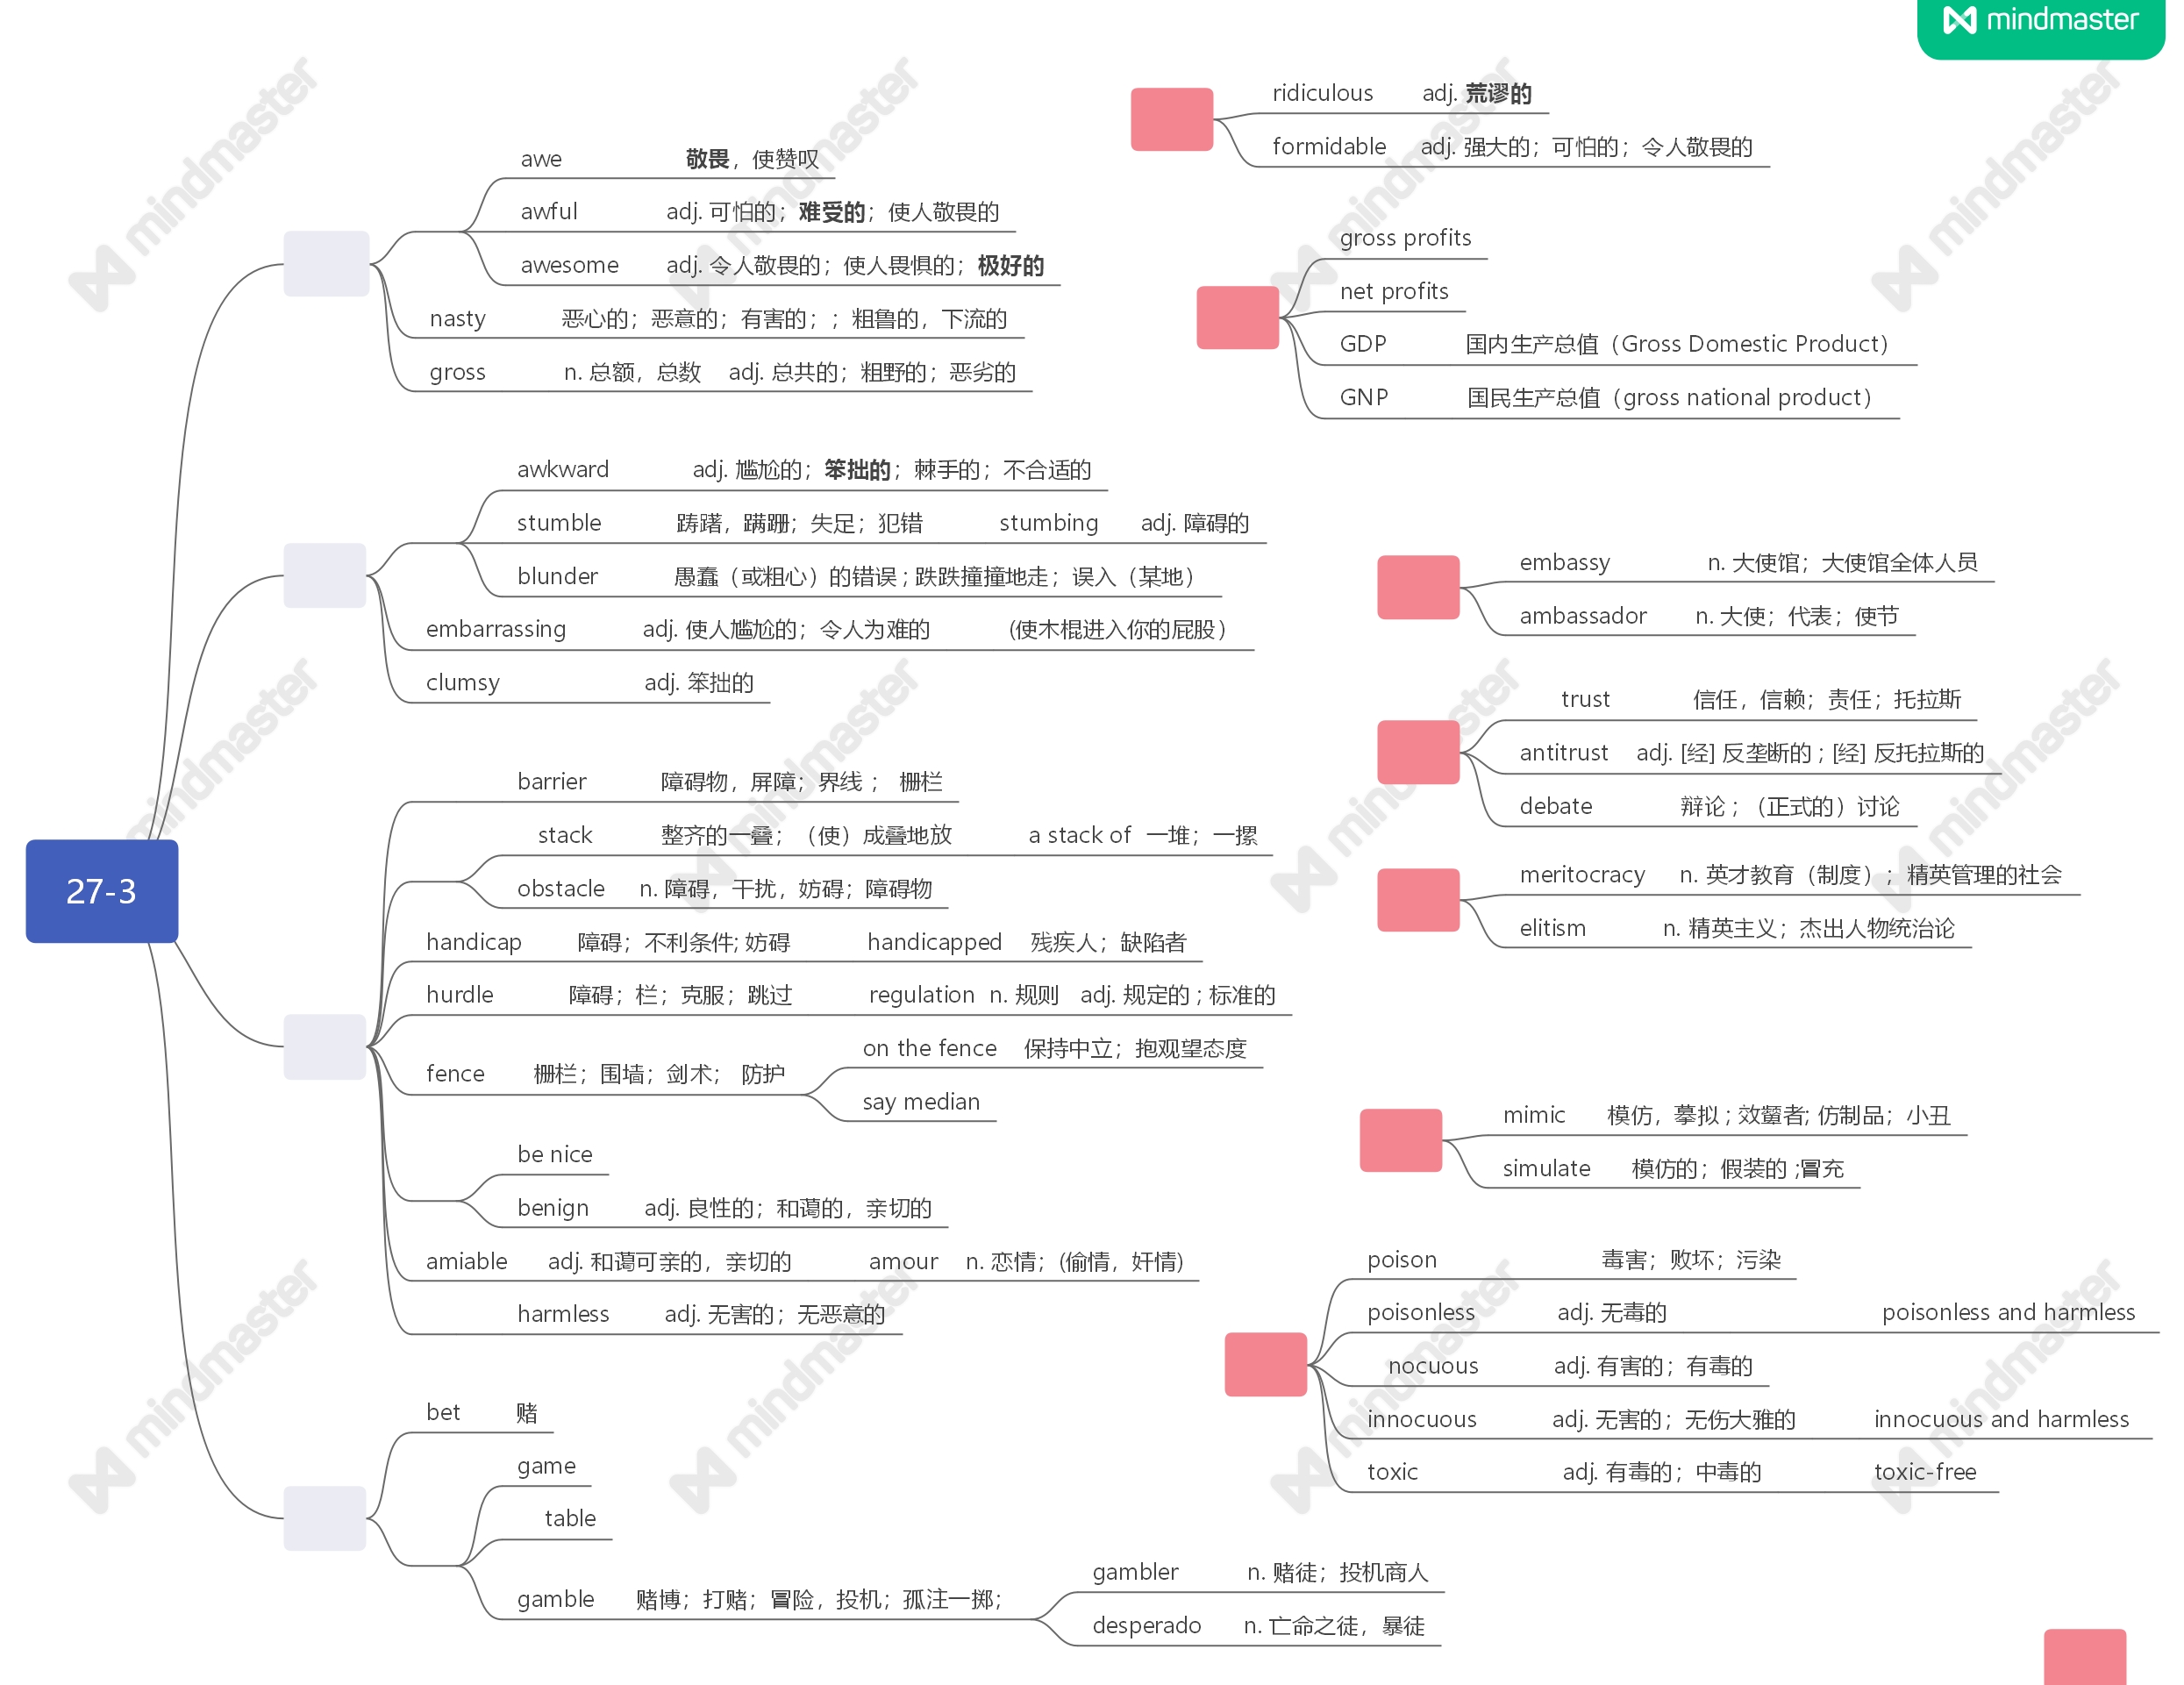 mindmaster
27-3
awe 敬畏，使赞叹
awful adj. 可怕的；难受的；使人敬畏的
awesome adj. 令人敬畏的；使人畏惧的；极好的
nasty 恶心的；恶意的；有害的；；粗鲁的，下流的
gross n. 总额，总数 adj. 总共的；粗野的；恶劣的
awkward adj. 尴尬的；笨拙的；棘手的；不合适的
stumble 踌躇，蹒跚；失足；犯错 stumbing adj. 障碍的
blunder 愚蠢（或粗心）的错误 ; 跌跌撞撞地走；误入（某地）
embarrassing adj. 使人尴尬的；令人为难的 (使木棍进入你的屁股）
clumsy adj. 笨拙的
barrier 障碍物，屏障；界线 ； 栅栏
stack 整齐的一叠；（使）成叠地放 a stack of 一堆；一摞
obstacle n. 障碍，干扰，妨碍；障碍物
handicap 障碍；不利条件; 妨碍 handicapped 残疾人；缺陷者
hurdle 障碍；栏；克服；跳过 regulation n. 规则 adj. 规定的 ; 标准的
fence 栅栏；围墙；剑术； 防护
on the fence 保持中立；抱观望态度
say median
be nice
benign adj. 良性的；和蔼的，亲切的
amiable adj. 和蔼可亲的，亲切的 amour n. 恋情；(偷情，奸情)
harmless adj. 无害的；无恶意的
bet 赌
game
table
gamble 赌博；打赌；冒险，投机；孤注一掷；
gambler n. 赌徒；投机商人
desperado n. 亡命之徒，暴徒
ridiculous adj. 荒谬的
formidable adj. 强大的；可怕的；令人敬畏的
gross profits
net profits
GDP 国内生产总值（Gross Domestic Product）
GNP 国民生产总值（gross national product）
embassy n. 大使馆；大使馆全体人员
ambassador n. 大使；代表；使节
trust 信任，信赖；责任；托拉斯
antitrust adj. [经] 反垄断的 ; [经] 反托拉斯的
debate 辩论 ；（正式的）讨论
meritocracy n. 英才教育（制度）；精英管理的社会
elitism n. 精英主义；杰出人物统治论
mimic 模仿，摹拟 ; 效颦者; 仿制品；小丑
simulate 模仿的；假装的 ;冒充
poison 毒害；败坏；污染
poisonless adj. 无毒的 poisonless and harmless
nocuous adj. 有害的；有毒的
innocuous adj. 无害的；无伤大雅的 innocuous and harmless
toxic adj. 有毒的；中毒的 toxic-free